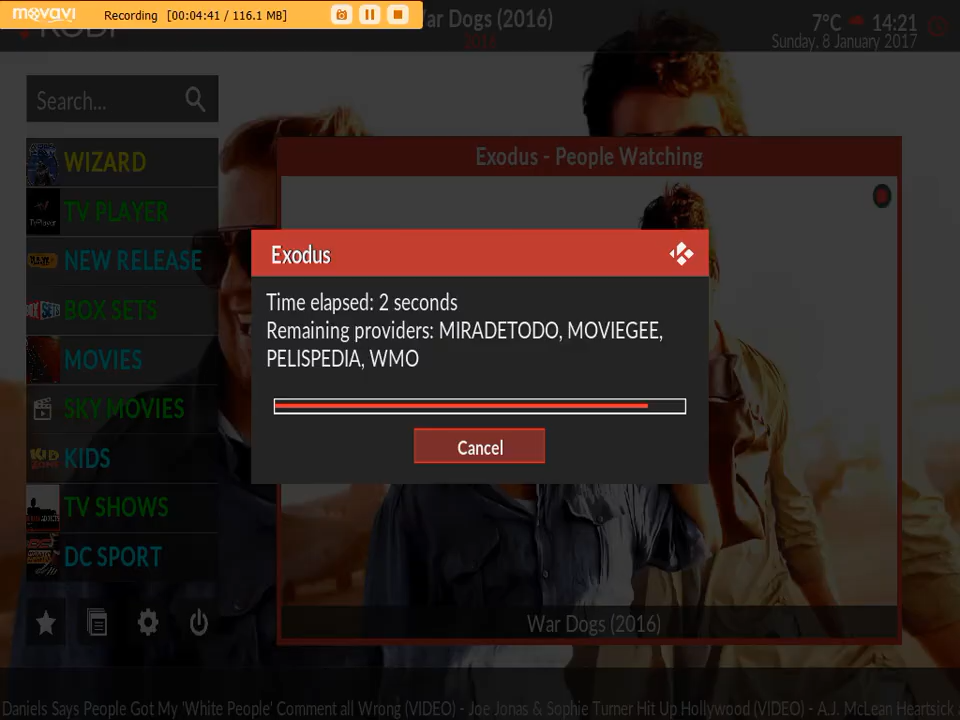 movavi Recording [00:04:41 / 116.1 MB]
ar Dogs (2016)
2016
7°C 14:21
Sunday, 8 January 2017
KODI
Search...
WIZARD
TV PLAYER
NEW RELEASE
BOX SETS
MOVIES
SKY MOVIES
KIDS
TV SHOWS
DC SPORT
Exodus - People Watching
Exodus
Time elapsed: 2 seconds
Remaining providers: MIRADETODO, MOVIEGEE,
PELISPEDIA, WMO
Cancel
War Dogs (2016)
Daniels Says People Got My 'White People' Comment all Wrong (VIDEO) - Joe Jonas & Sophie Turner Hit Up Hollywood (VIDEO) - A.J. McLean Heartsick